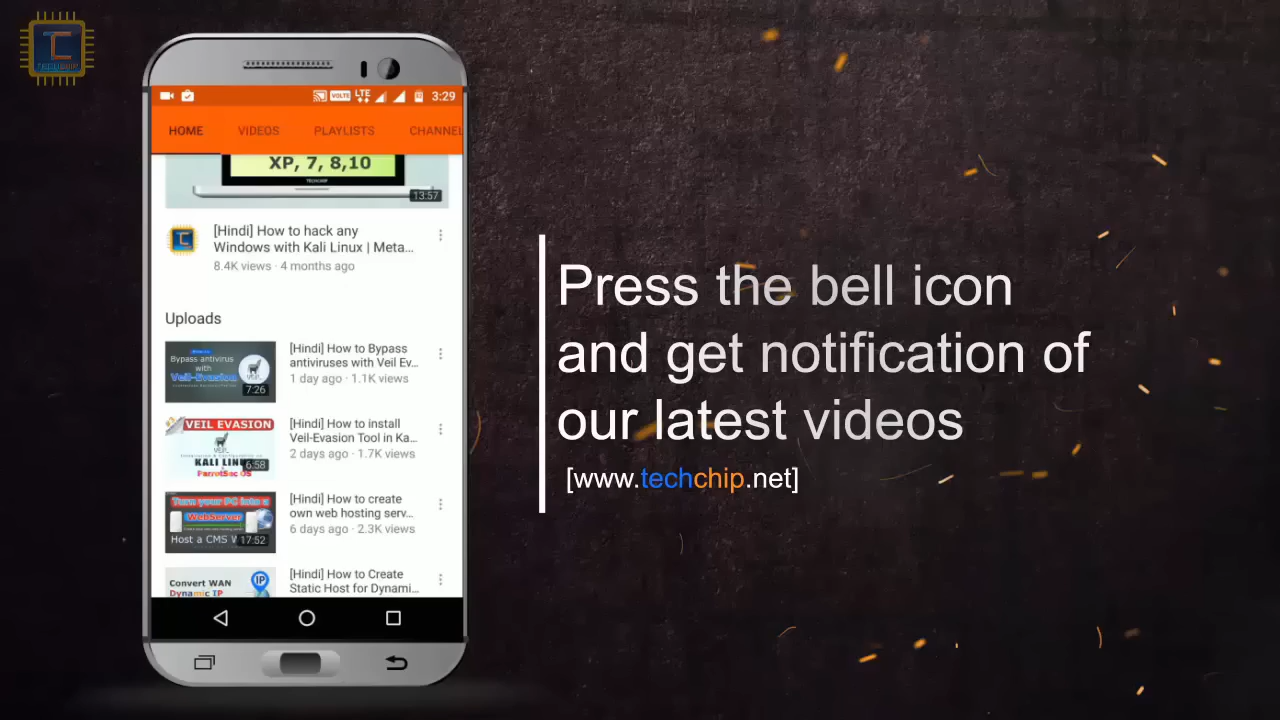 TECHCHIP
VOLTE LTE 3:29
HOME VIDEOS PLAYLISTS CHANNEL
XP, 7, 8,10
TECHCHIP
13:57
[Hindi] How to hack any
Windows with Kali Linux | Meta...
8.4K views · 4 months ago
Uploads
Bypass antivirus
with
Veil-Evasion
7:26
[Hindi] How to Bypass
antiviruses with Veil Ev...
1 day ago · 1.1K views
VEIL EVASION
KALI LIN
ParrotSec OS
6:58
[Hindi] How to install
Veil-Evasion Tool in Ka...
2 days ago · 1.7K views
Turn your PC into a
WebServer
Host a CMS W
17:52
[Hindi] How to create
own web hosting serv...
6 days ago · 2.3K views
Convert WAN
Dynamic IP
IP
[Hindi] How to Create
Static Host for Dynami...
Press the bell icon
and get notification of
our latest videos
[www.techchip.net]